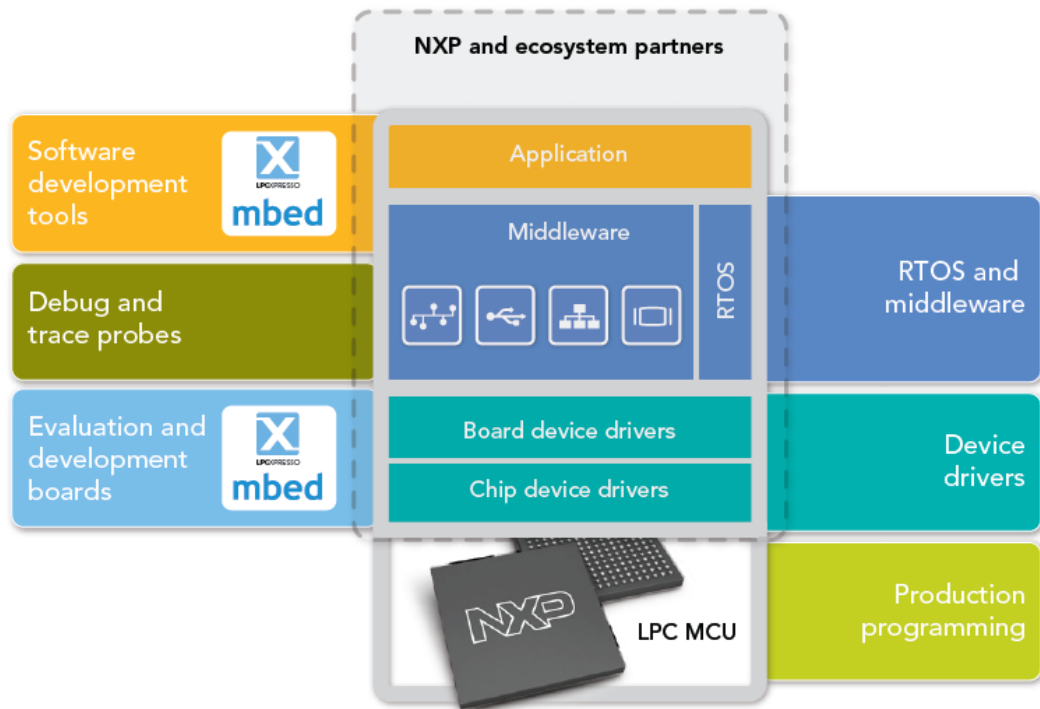 NXP and ecosystem partners
Software
development
tools
X
LPCXPRESSO
mbed
Application
Middleware
RTOS
RTOS and
middleware
Debug and
trace probes
Evaluation and
development
boards
X
LPCXPRESSO
mbed
Board device drivers
Chip device drivers
Device
drivers
NXP
LPC MCU
Production
programming